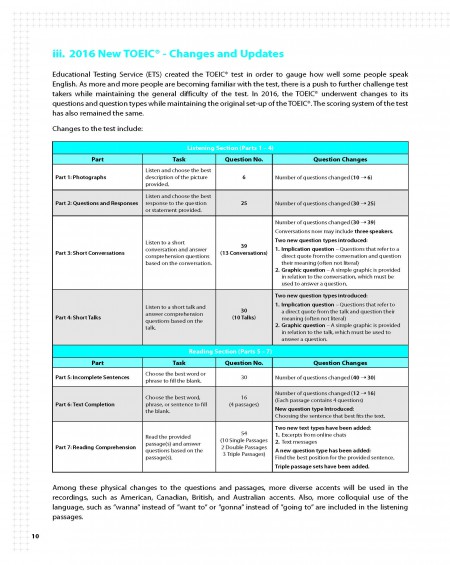 iii. 2016 New TOEIC® - Changes and Updates
Educational Testing Service (ETS) created the TOEIC® test in order to gauge how well some people speak
English. As more and more people are becoming familiar with the test, there is a push to further challenge test
takers while maintaining the general difficulty of the test. In 2016, the TOEIC® underwent changes to its
questions and question types while maintaining the original set-up of the TOEIC®. The scoring system of the test
has also remained the same.
Changes to the test include:
Listening Section (Parts 1 – 4)
Part Task Question No. Question Changes
Part 1: Photographs
Listen and choose the best
description of the picture
provided.
6
Number of questions changed (10 → 6)
Part 2: Questions and Responses
Listen and choose the best
response to the question
or statement provided.
25
Number of questions changed (30 → 25)
Part 3: Short Conversations
Listen to a short
conversation and answer
comprehension questions
based on the conversation.
39
(13 Conversations)
Number of questions changed (30 → 39)
Conversations now may include three speakers.
Two new question types introduced:
1. Implication question – Questions that refer to a
direct quote from the conversation and question
their meaning (often not literal)
2. Graphic question – A simple graphic is provided
in relation to the conversation, which must be
used to answer a question.
Part 4: Short Talks
Listen to a short talk and
answer comprehension
questions based on the
talk.
30
(10 Talks)
Two new question types introduced:
1. Implication question – Questions that refer to
a direct quote from the talk and question their
meaning (often not literal)
2. Graphic question – A simple graphic is provided
in relation to the talk, which must be used to
answer a question.
Reading Section (Parts 5 – 7)
Part Task Question No. Question Changes
Part 5: Incomplete Sentences
Choose the best word or
phrase to fill the blank.
30
Number of questions changed (40 → 30)
Part 6: Text Completion
Choose the best word,
phrase, or sentence to fill
the blank.
16
(4 passages)
Number of questions changed (12 → 16)
(Each passage contains 4 questions)
New question type Introduced:
Choosing the sentence that best fits the text.
Part 7: Reading Comprehension
Read the provided
passage(s) and answer
questions based on the
passage(s).
54
(10 Single Passages
2 Double Passages
3 Triple Passages)
Two new text types have been added:
1. Excerpts from online chats
2. Text messages
A new question type has been added:
Find the best position for the provided sentence.
Triple passage sets have been added.
Among these physical changes to the questions and passages, more diverse accents will be used in the
recordings, such as American, Canadian, British, and Australian accents. Also, more colloquial use of the
language, such as “wanna” instead of “want to” or “gonna” instead of “going to” are included in the listening
passages.
10